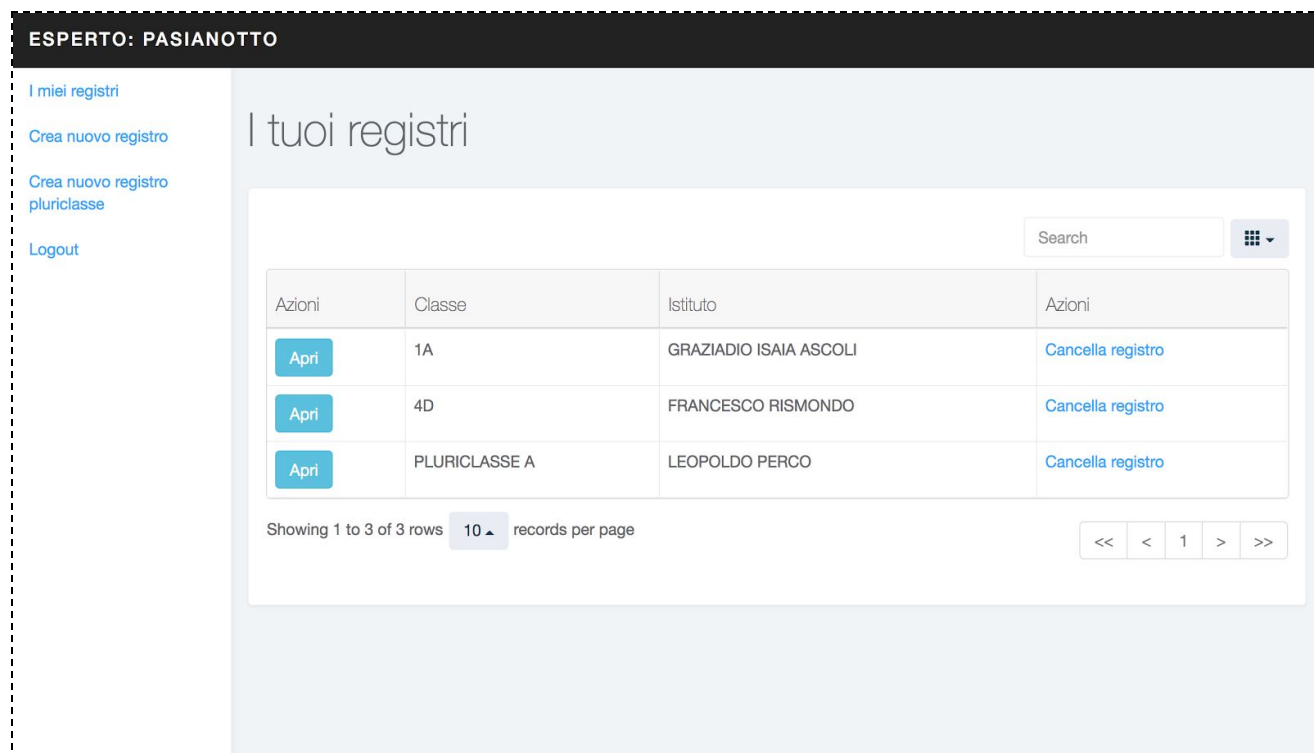 ESPERTO: PASIANOTTO
I miei registri
Crea nuovo registro
Crea nuovo registro
pluriclasse
Logout
I tuoi registri
Search
Azioni Classe Istituto Azioni
Apri 1A GRAZIADIO ISAIA ASCOLI Cancella registro
Apri 4D FRANCESCO RISMONDO Cancella registro
Apri PLURICLASSE A LEOPOLDO PERCO Cancella registro
Showing 1 to 3 of 3 rows 10 records per page
<< < 1 > >>